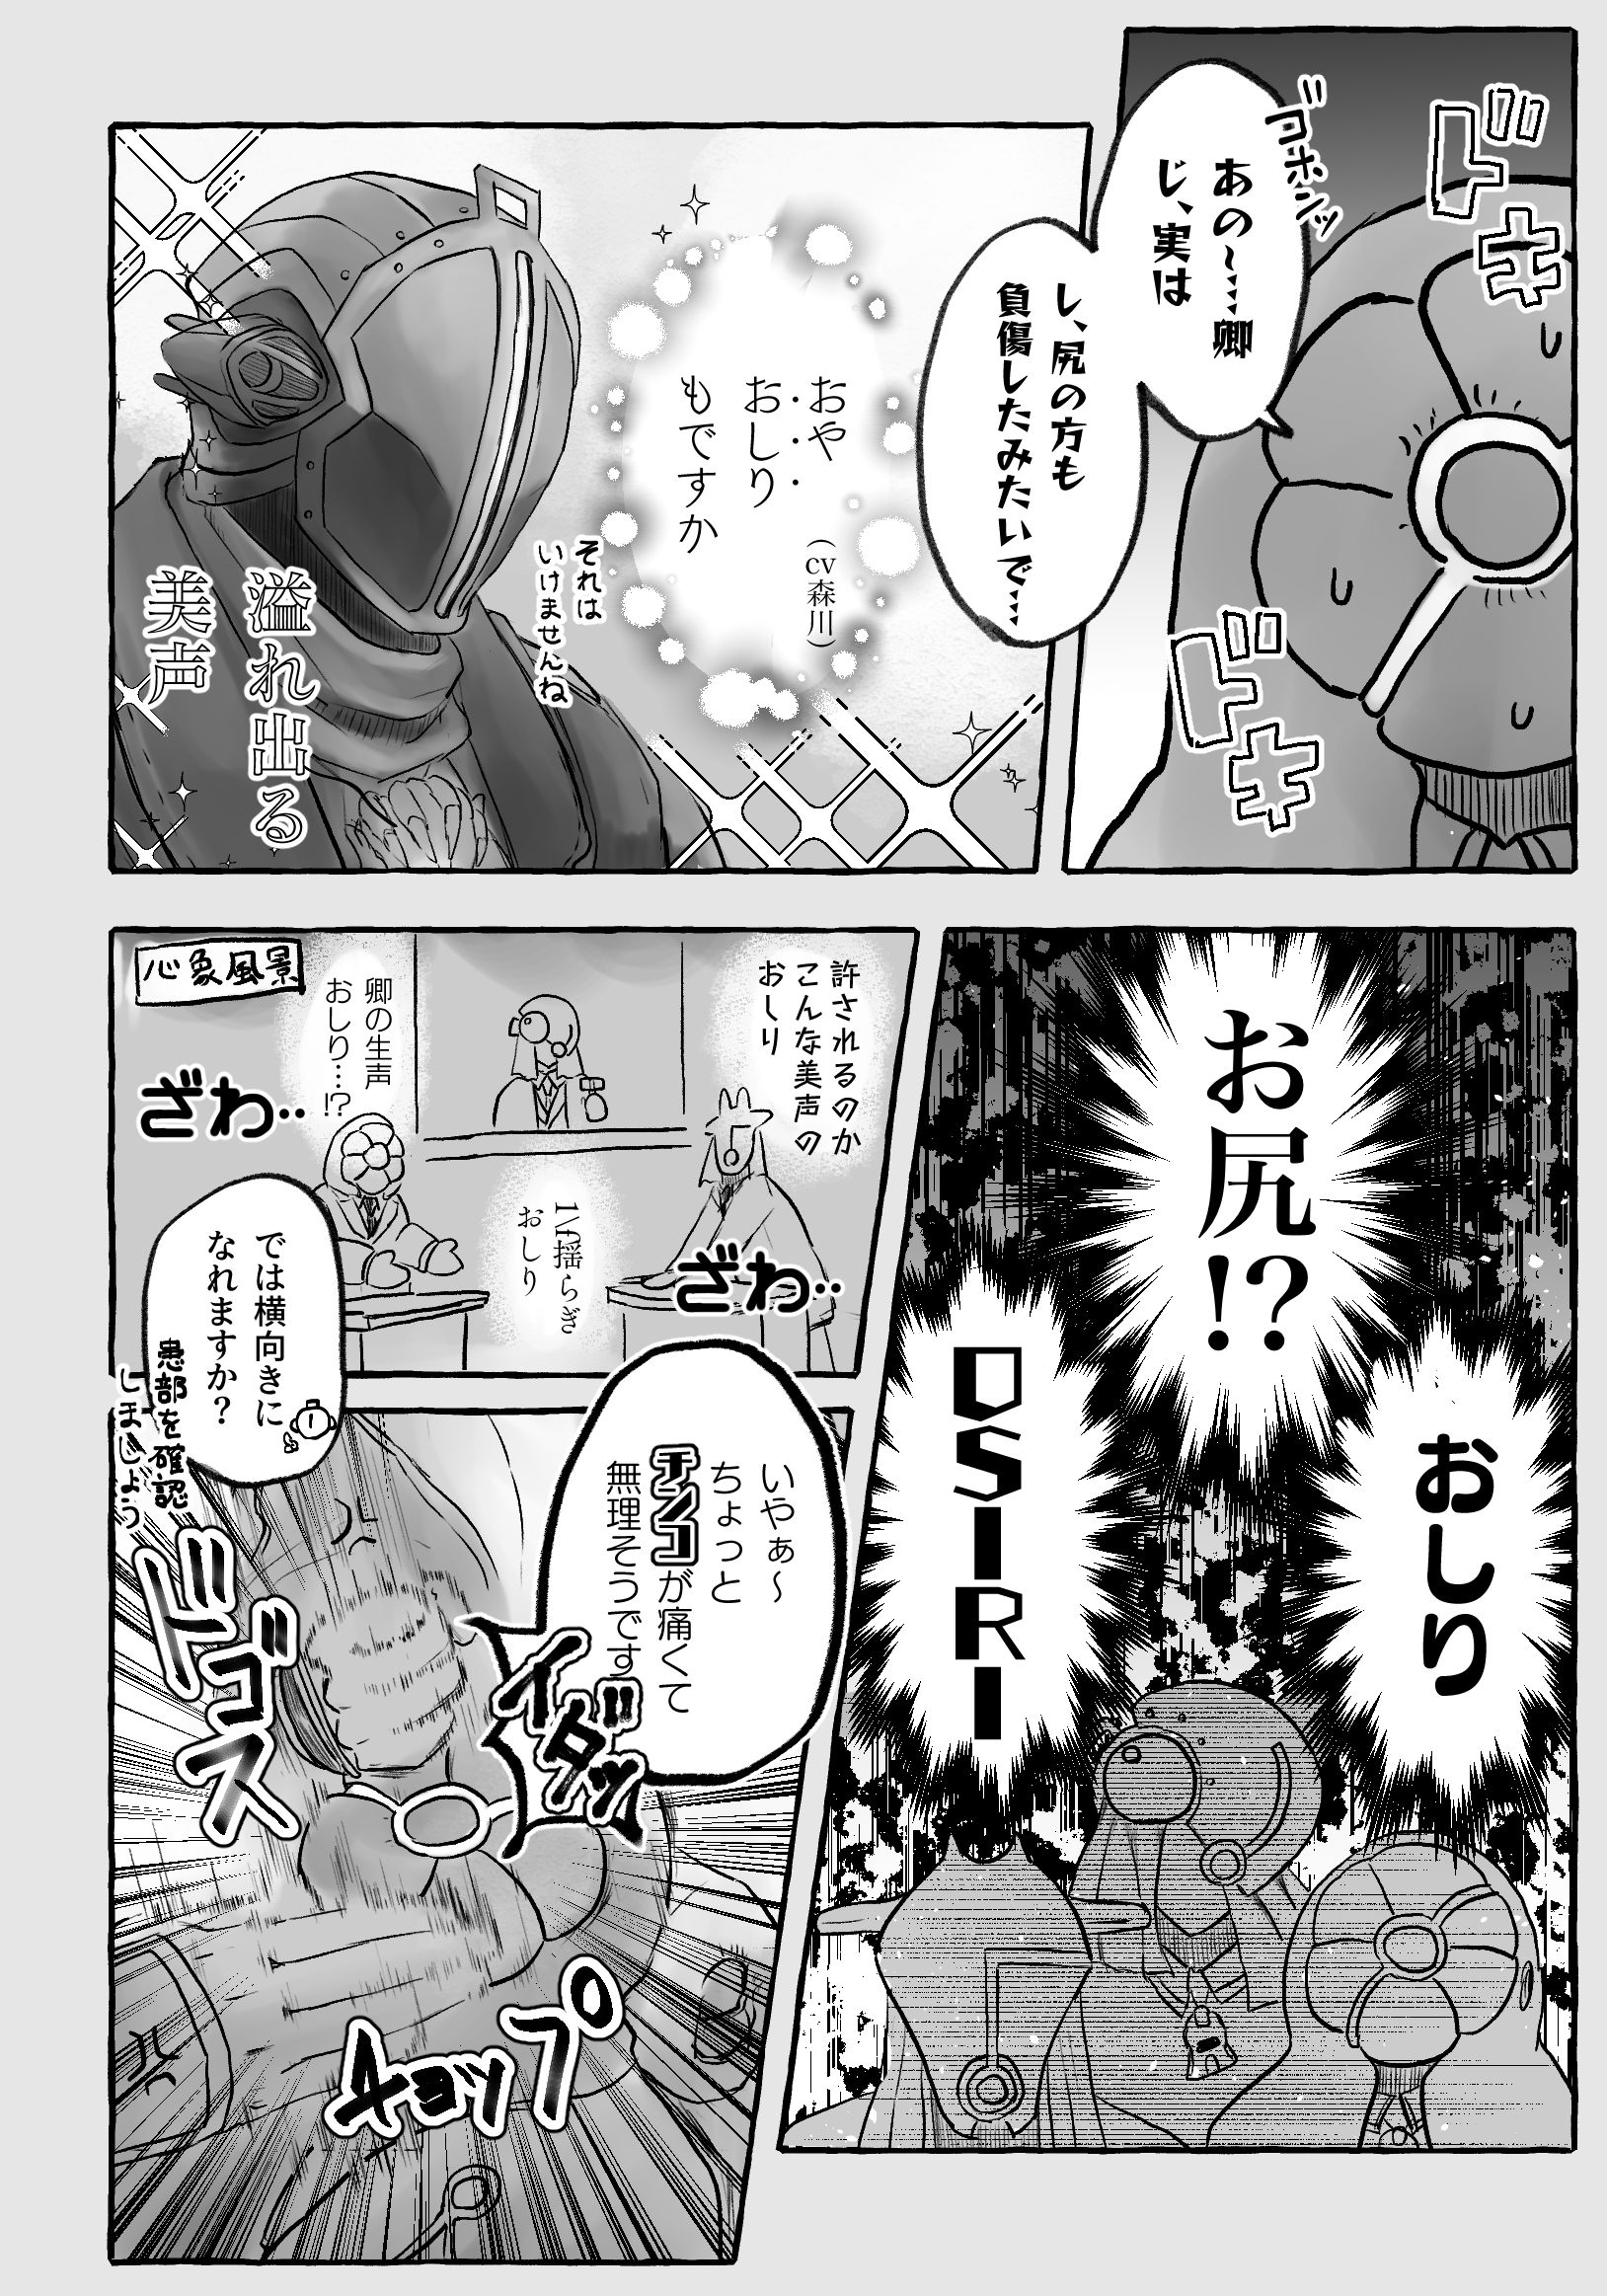 ドキ
ゴホンッ
あの～……卿
じ、実は
し、尻の方も
負傷したみたいで……
ドキ
おや
おしり
もですか
（cv森川）
それは
いけませんね
溢れ出る
美声
お尻!?
おしり
OSIRI
心象風景
許されるのか
こんな美声の
おしり
卿の生声
おしり…!?
ざわ‥
1/f揺らぎ
おしり
ざわ‥
では横向きに
なれますか？
患部を確認
しましょう
いやぁ～
ちょっと
チンコが痛くて
無理そうです
イダッ
ドゴス
チョップ